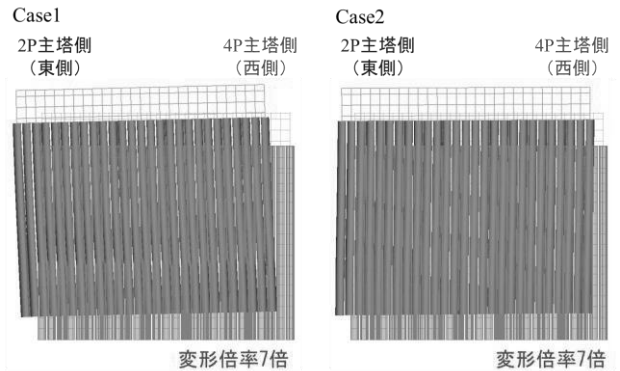 Case1
2P主塔側
（東側）
4P主塔側
（西側）
変形倍率7倍
Case2
2P主塔側
（東側）
4P主塔側
（西側）
変形倍率7倍